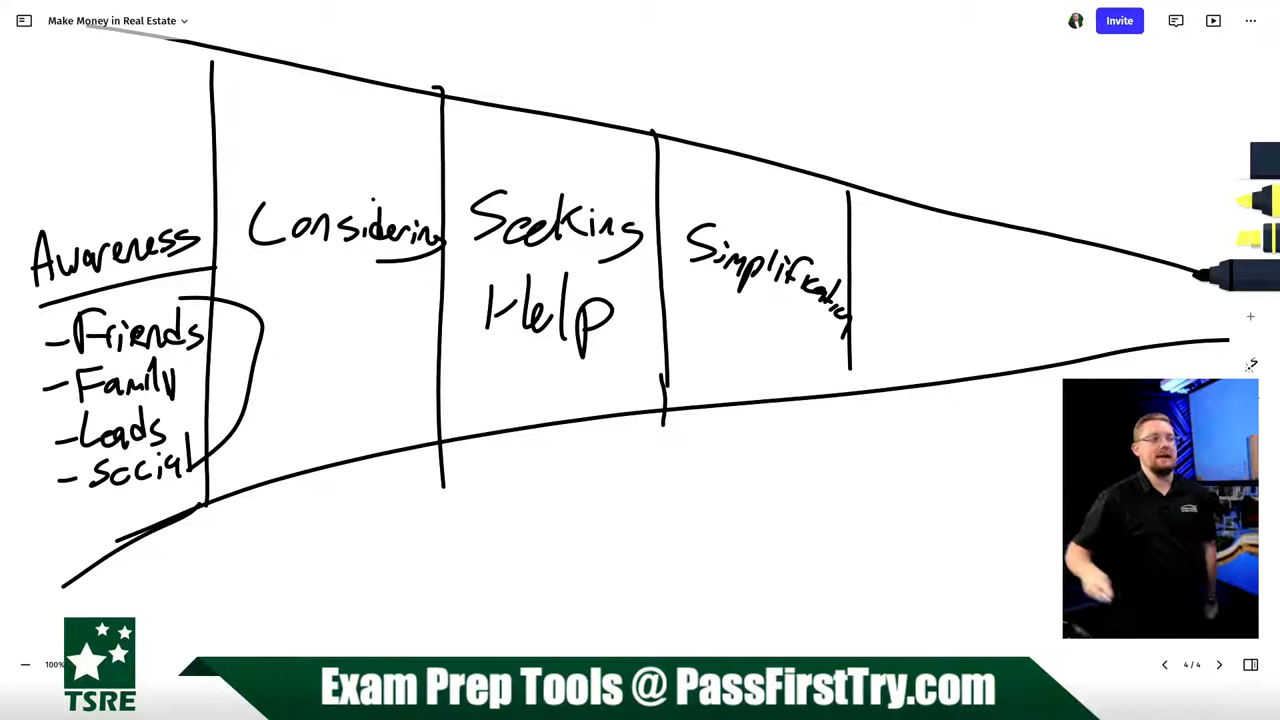 Make Money in Real Estate
Invite
Awareness
- Friends
- Family
- Leads
- Social
Considering
Seeking
Help
Simplification
100%
4 / 4
TSRE
Exam Prep Tools @ PassFirstTry.com